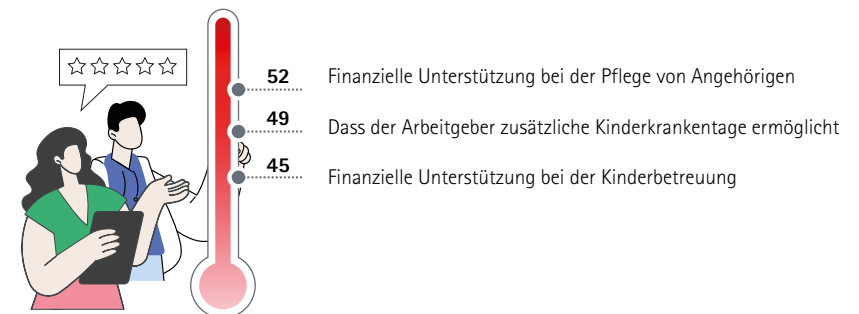 52 Finanzielle Unterstützung bei der Pflege von Angehörigen
49 Dass der Arbeitgeber zusätzliche Kinderkrankentage ermöglicht
45 Finanzielle Unterstützung bei der Kinderbetreuung